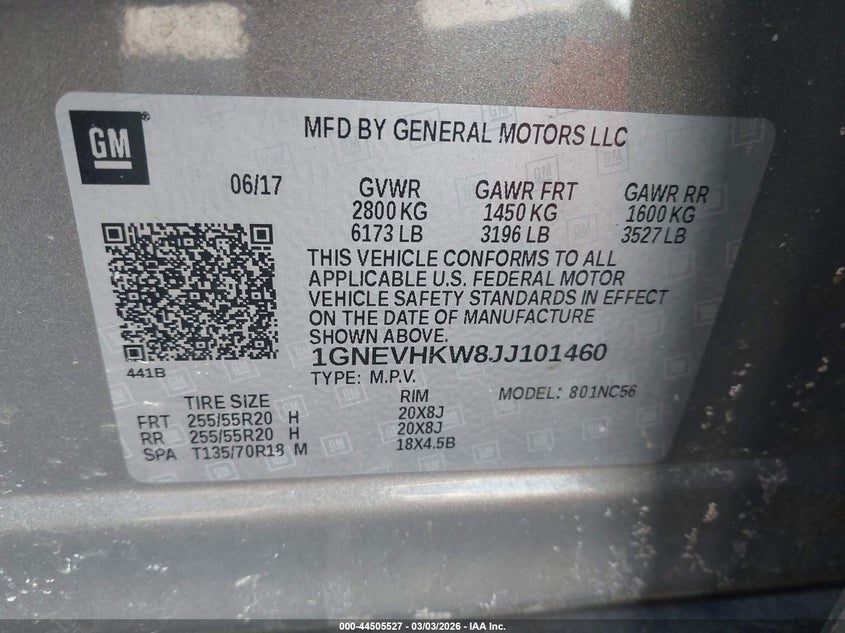 GM
MFD BY GENERAL MOTORS LLC
06/17 GVWR GAWR FRT GAWR RR
2800 KG 1450 KG 1600 KG
6173 LB 3196 LB 3527 LB
THIS VEHICLE CONFORMS TO ALL
APPLICABLE U.S. FEDERAL MOTOR
VEHICLE SAFETY STANDARDS IN EFFECT
ON THE DATE OF MANUFACTURE
SHOWN ABOVE.
1GNEVHKW8JJ101460
441B
TYPE: M.P.V.
MODEL: 801NC56
TIRE SIZE RIM
FRT 255/55R20 H 20X8J
RR 255/55R20 H 20X8J
SPA T135/70R18 M 18X4.5B
000-44505527 - 03/03/2026 - IAA Inc.